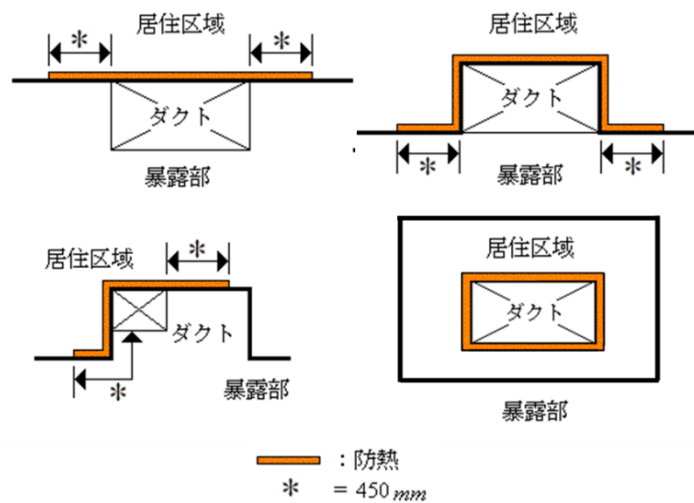 居住区域
* *
ダクト
暴露部
居住区域
ダクト
* *
暴露部
居住区域
*
ダクト
*
暴露部
居住区域
ダクト
暴露部
：防熱
* = 450 mm